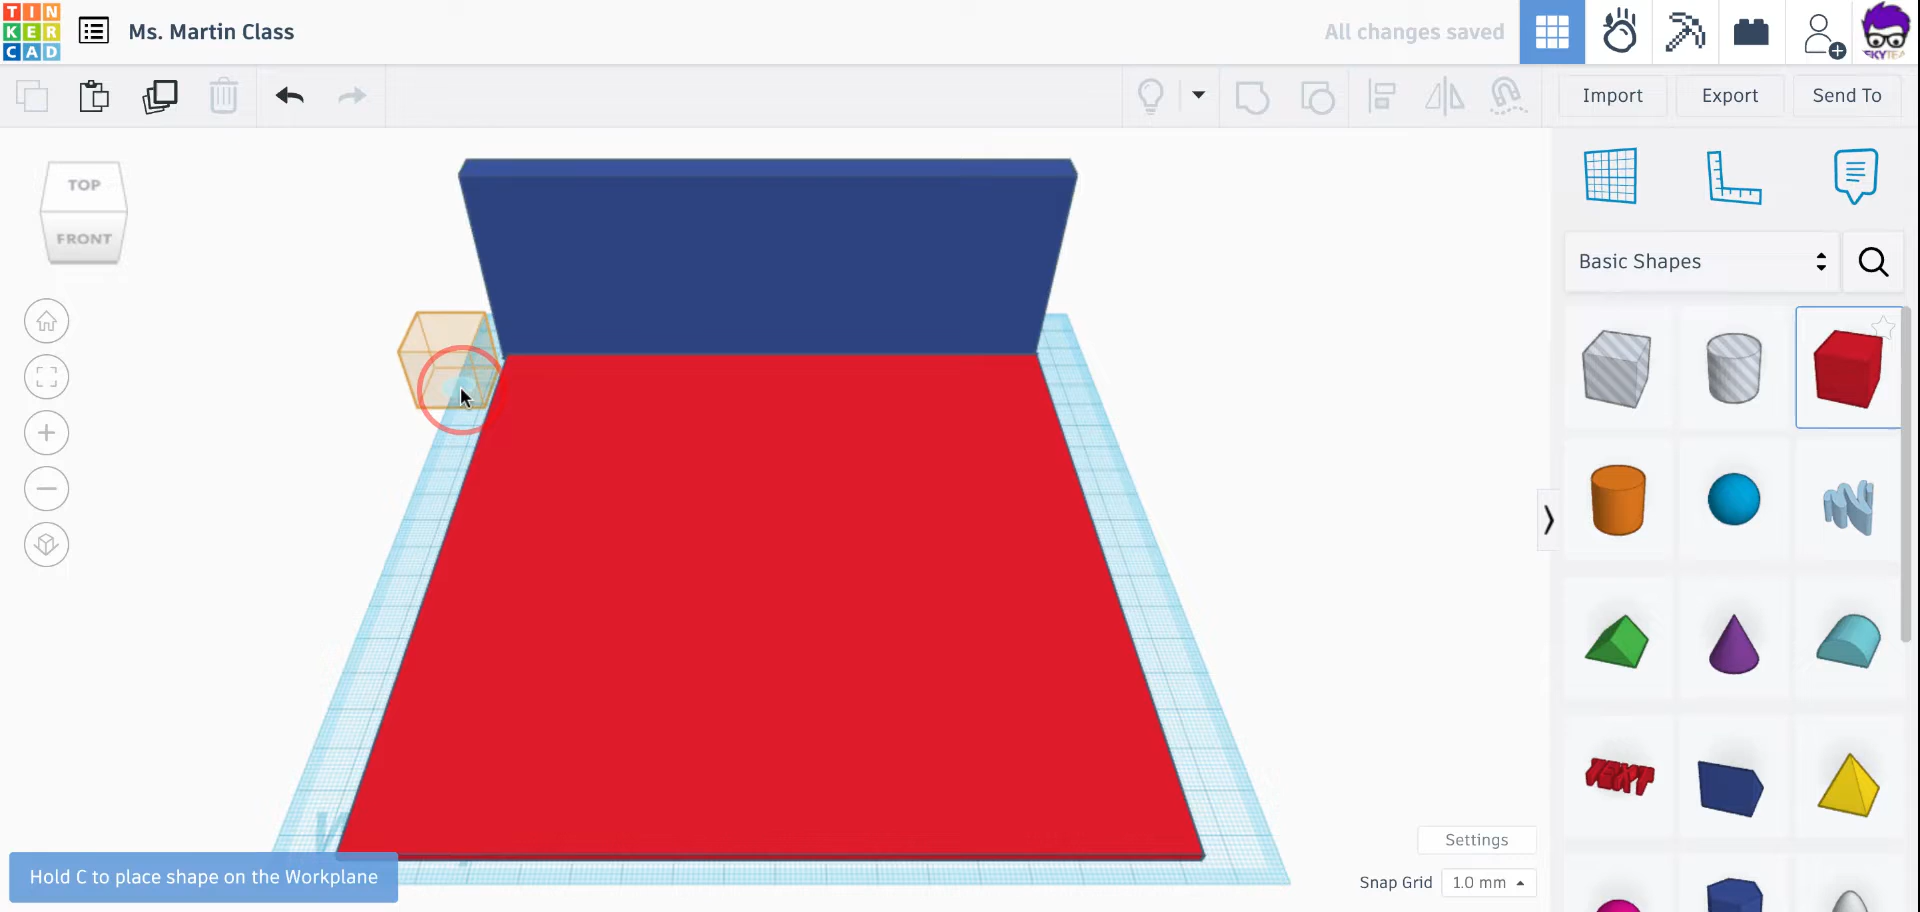 TIN
KER
CAD
Ms. Martin Class
All changes saved
Import
Export
Send To
TOP
FRONT
Basic Shapes
TEXT
Settings
Snap Grid
1.0 mm
Hold C to place shape on the Workplane